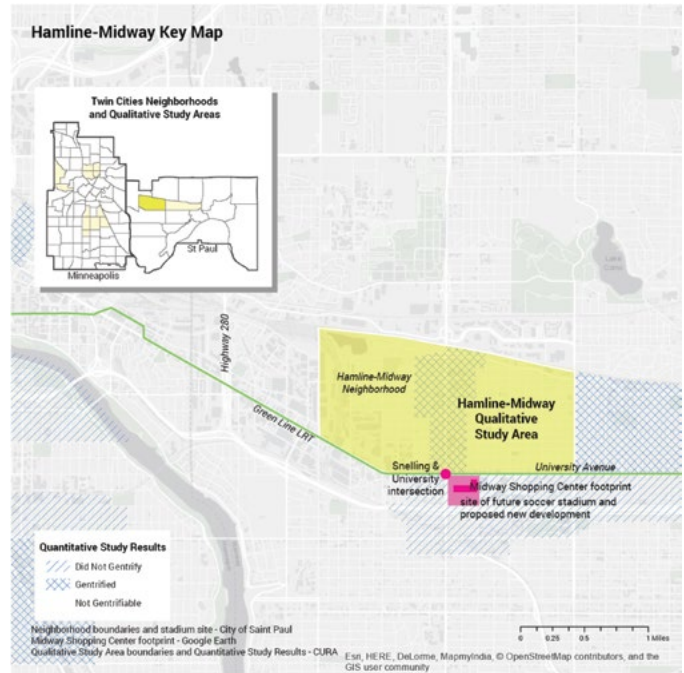 Hamline-Midway Key Map
Twin Cities Neighborhoods
and Qualitative Study Areas
St Paul
Minneapolis
Lake
Como
Highway 280
Green Line LRT
Hamline-Midway
Neighborhood
Hamline-Midway
Qualitative
Study Area
Snelling &
University
intersection
University Avenue
Midway Shopping Center footprint
site of future soccer stadium and
proposed new development
Quantitative Study Results
Did Not Gentrify
Gentrified
Not Gentrifiable
Neighborhood boundaries and stadium site - City of Saint Paul
Midway Shopping Center footprint - Google Earth
Qualitative Study Area boundaries and Quantitative Study Results - CURA
0 0.25 0.5 1 Miles
Esri, HERE, DeLorme, MapmyIndia, © OpenStreetMap contributors, and the
GIS user community